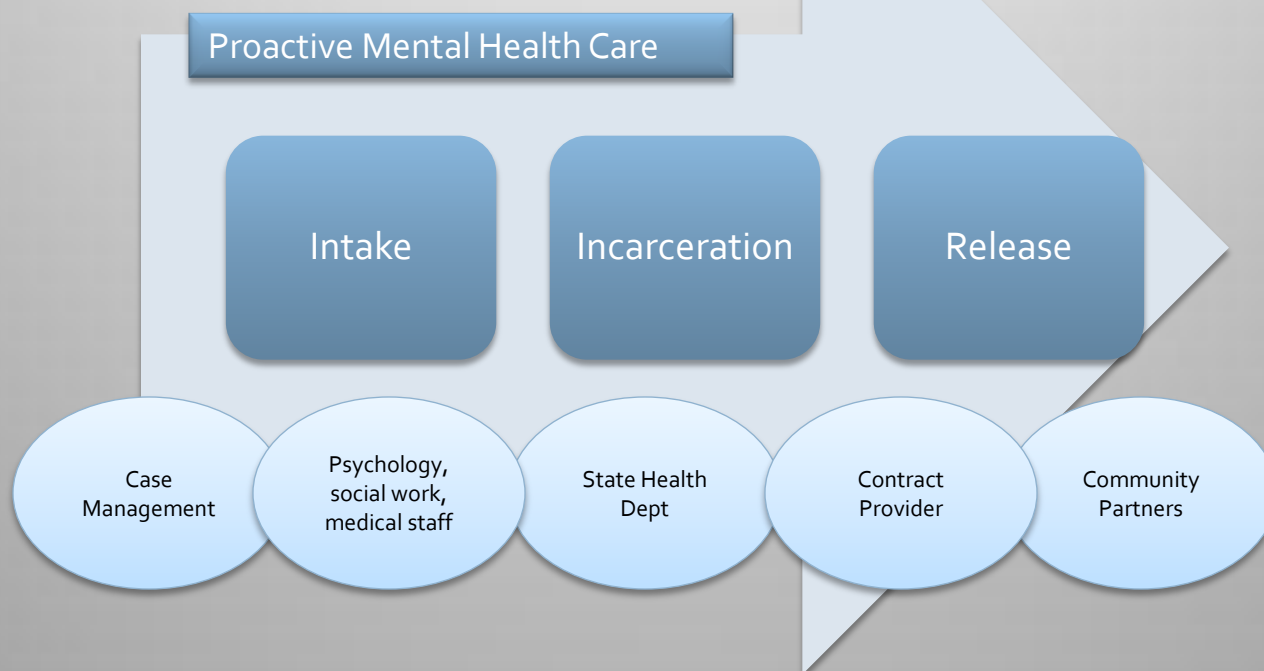 Proactive Mental Health Care
Intake
Incarceration
Release
Case
Management
Psychology,
social work,
medical staff
State Health
Dept
Contract
Provider
Community
Partners